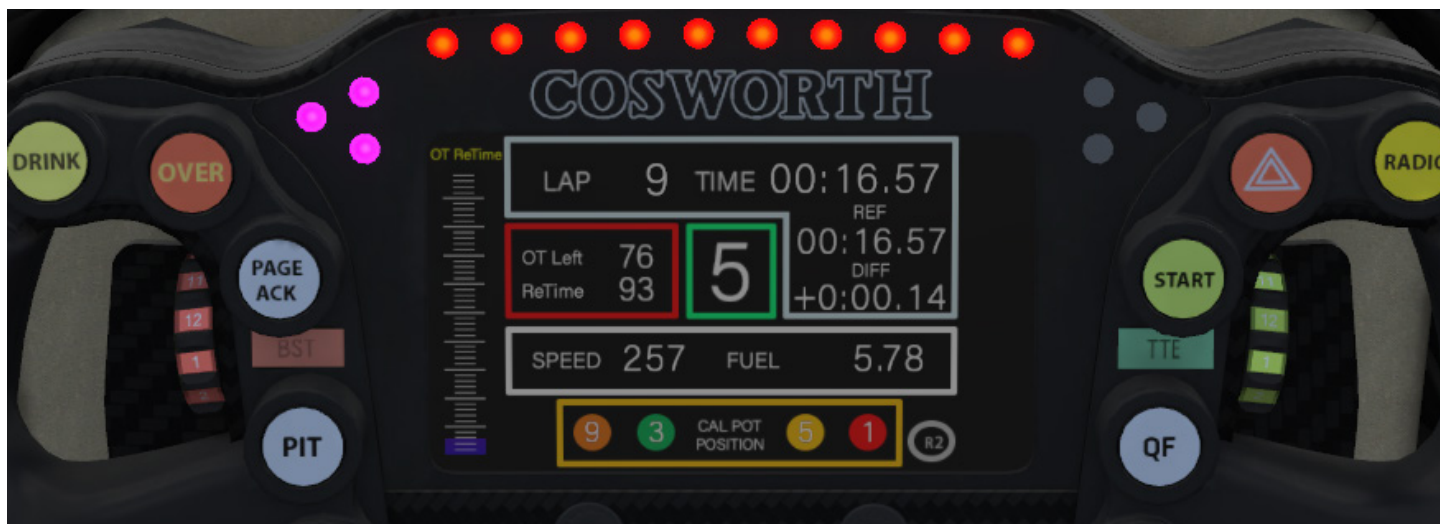 COSWORTH
DRINK
OVER
RADIO
OT ReTime
LAP 9 TIME 00:16.57
REF
00:16.57
DIFF
+0:00.14
OT Left 76
ReTime 93
5
PAGE
ACK
START
11
12
1
2
11
12
1
BST
TTE
SPEED 257 FUEL 5.78
9 3 CAL POT
POSITION 5 1
R2
PIT
QF